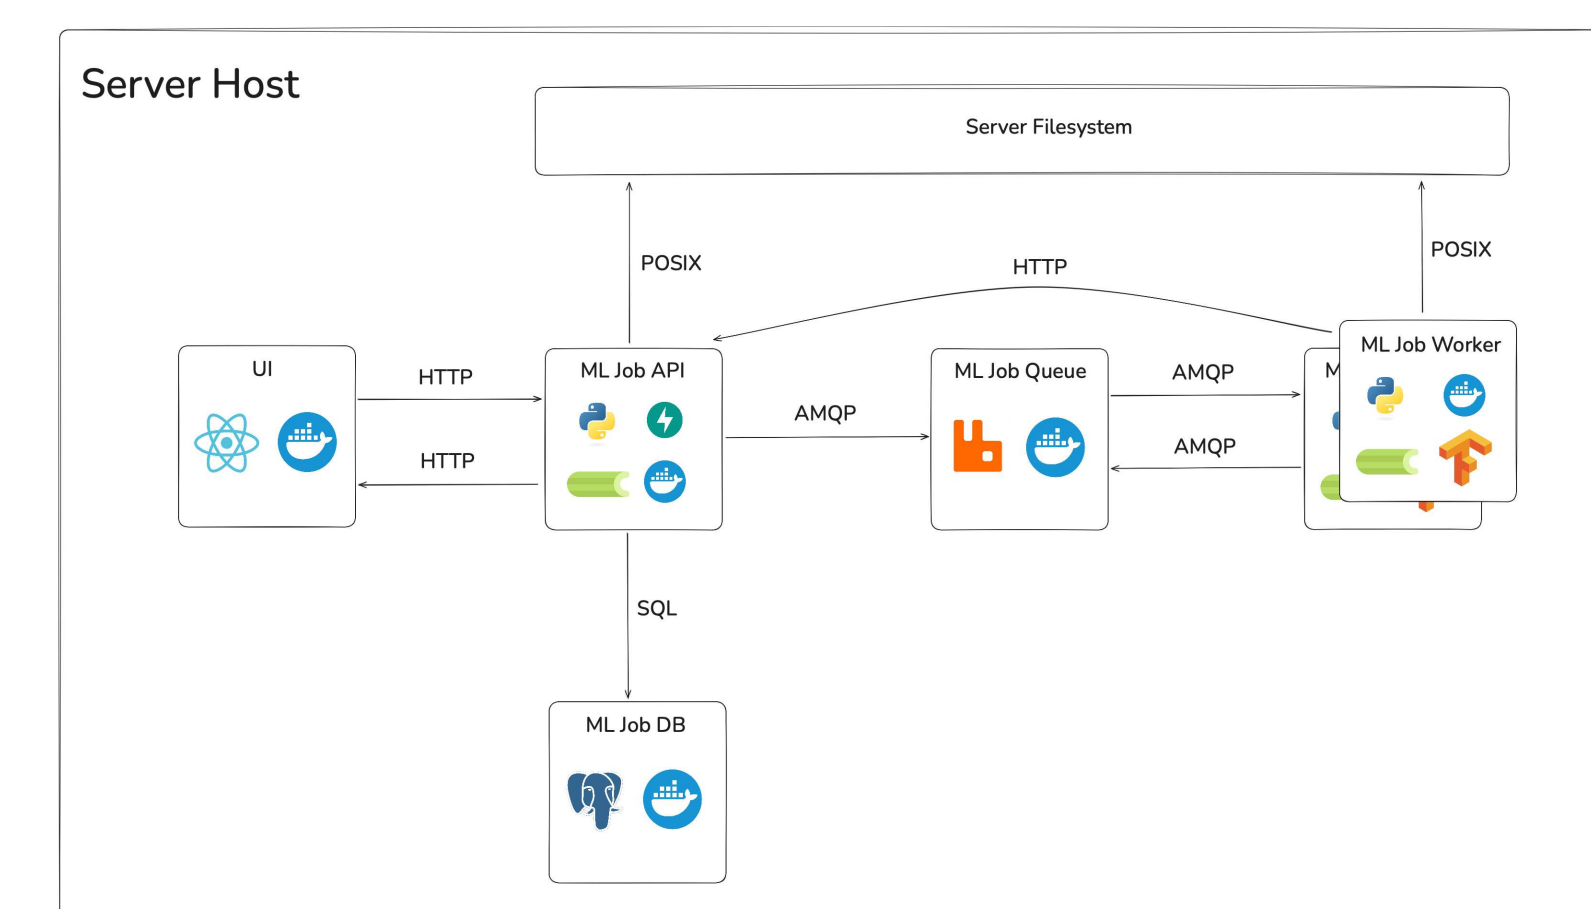 Server Host
Server Filesystem
POSIX
POSIX
HTTP
UI
HTTP
HTTP
ML Job API
AMQP
ML Job Queue
AMQP
AMQP
M
ML Job Worker
SQL
ML Job DB